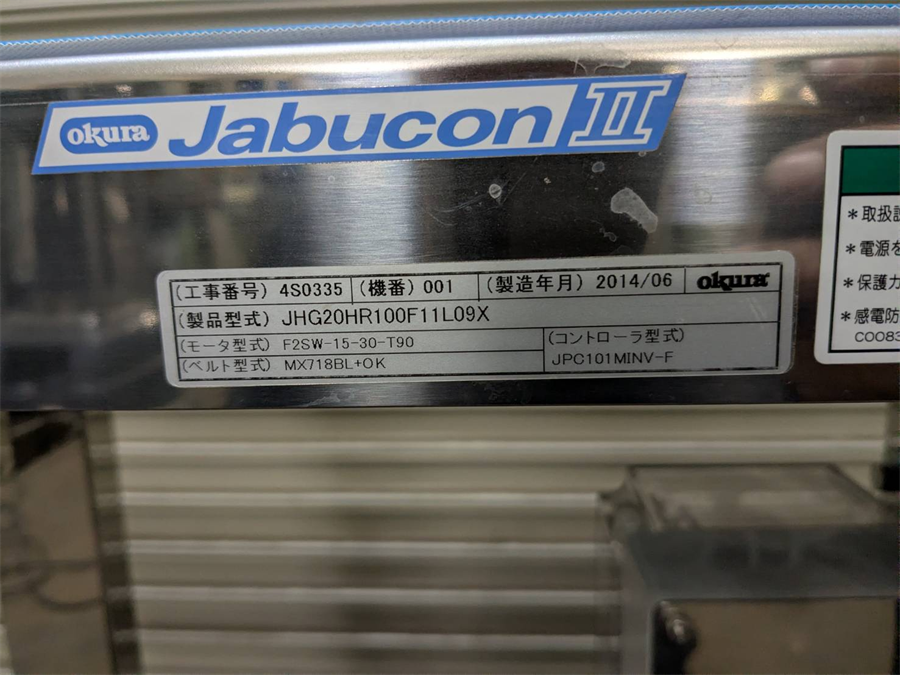 okura Jabucon II
(工事番号) 4S0335 (機番) 001 (製造年月) 2014/06 okura
(製品型式) JHG20HR100F11L09X
(モータ型式) F2SW-15-30-T90
(コントローラ型式)
(ベルト型式) MX718BL+OK
JPC101MINV-F
＊取扱説
＊電源を
＊保護カ
＊感電防
C0083